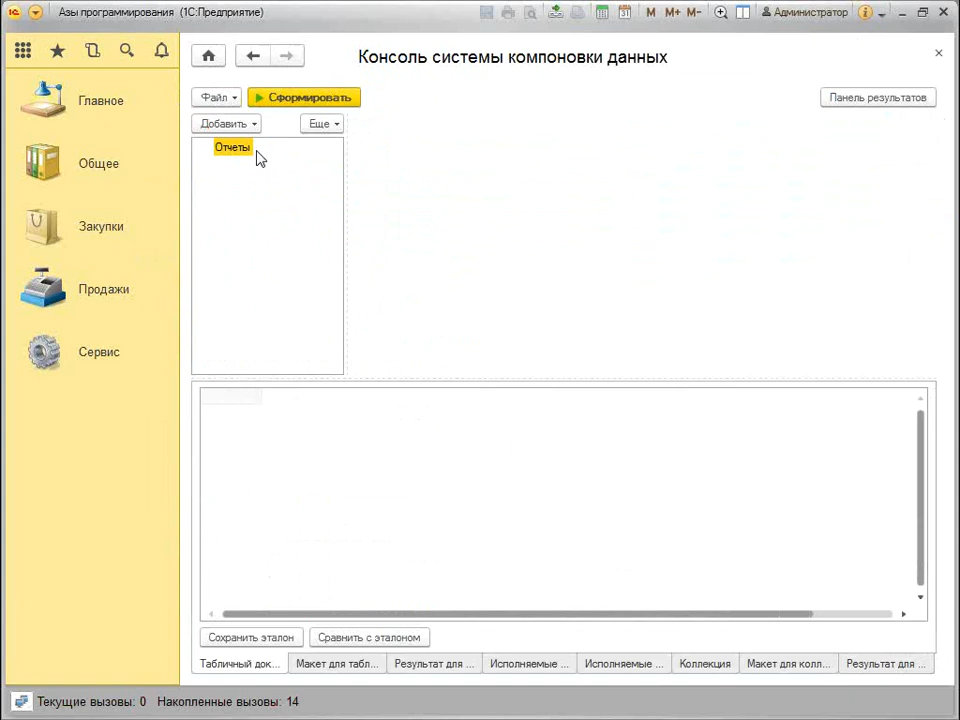 Азы программирования (1С:Предприятие)
M M+ M-
Администратор
Главное
Общее
Закупки
Продажи
Сервис
Консоль системы компоновки данных
Файл
Сформировать
Панель результатов
Добавить
Еще
Отчеты
Сохранить эталон
Сравнить с эталоном
Табличный док...
Макет для табл...
Результат для ...
Исполняемые ...
Исполняемые ...
Коллекция
Макет для колл...
Результат для ...
Текущие вызовы: 0 Накопленные вызовы: 14